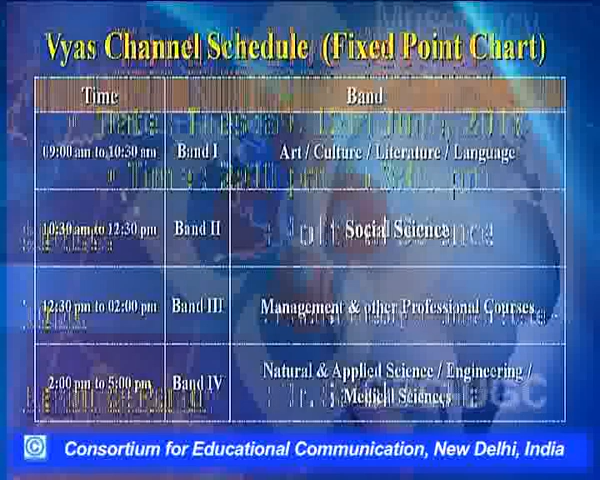 Vyas Channel Schedule (Fixed Point Chart)
Time Band
09:00 am to 10:30 am Band I Art / Culture / Literature / Language
10:30 am to 12:30 pm Band II Social Science
12:30 pm to 02:00 pm Band III Management & other Professional Courses
2:00 pm to 5:00 pm Band IV Natural & Applied Science / Engineering /
Medical Sciences
© Consortium for Educational Communication, New Delhi, India